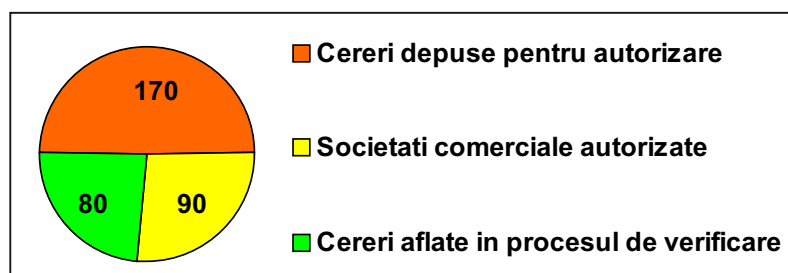 170
80
90
Cereri depuse pentru autorizare
Societati comerciale autorizate
Cereri aflate in procesul de verificare